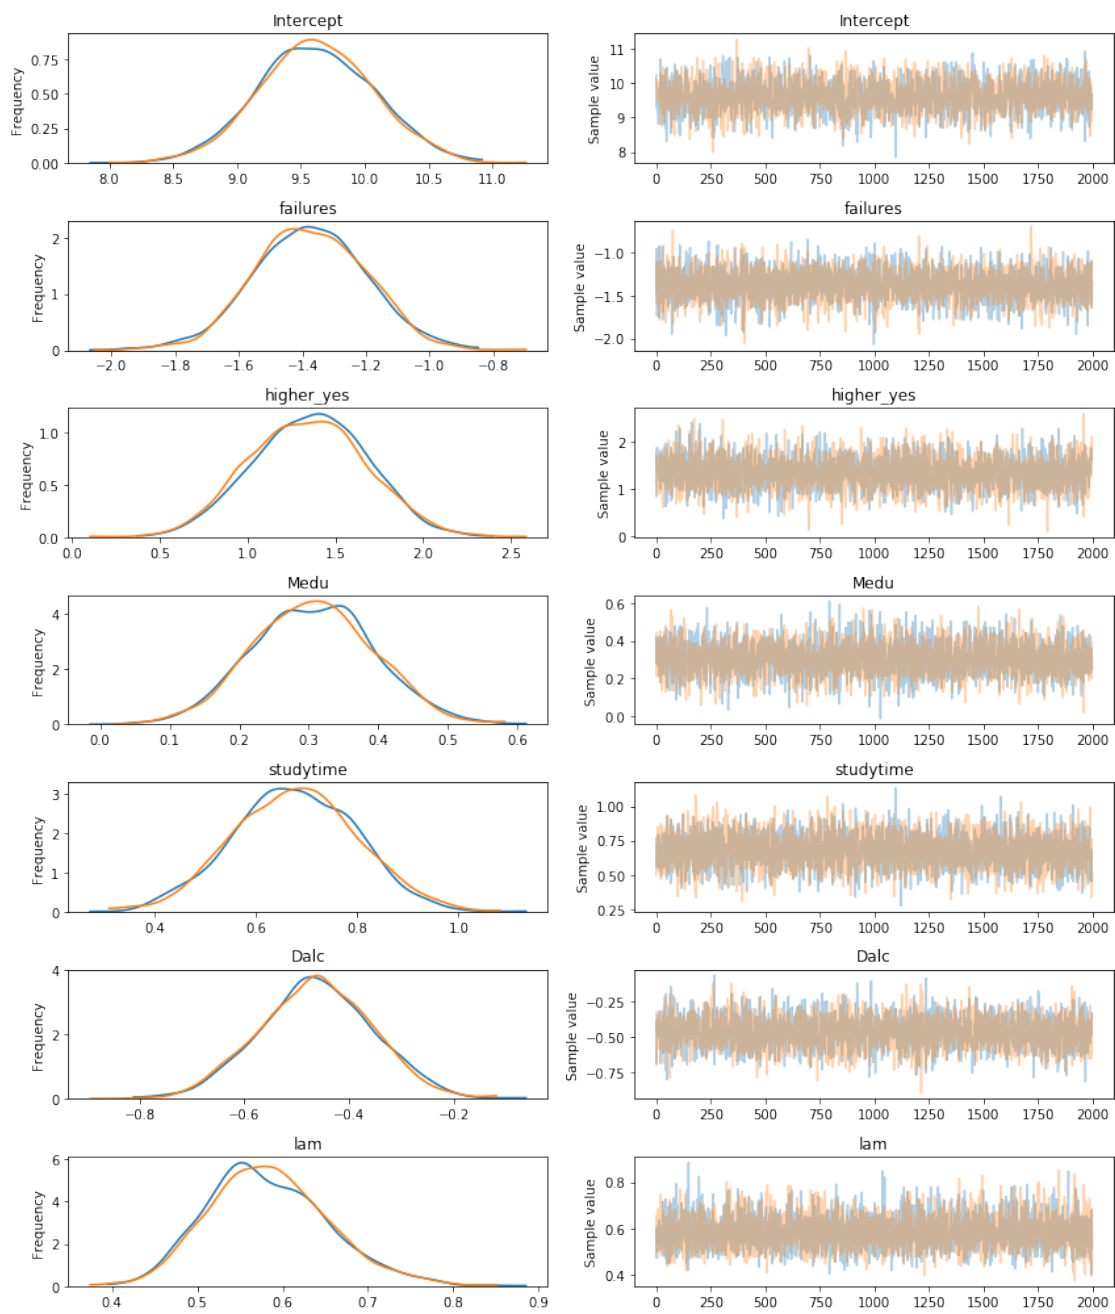 Intercept Intercept
Frequency 0.75 0.50 0.25 0.00
8.0 8.5 9.0 9.5 10.0 10.5 11.0
Sample value 11 10 9 8
0 250 500 750 1000 1250 1500 1750 2000
failures failures
Frequency 2 1 0
−2.0 −1.8 −1.6 −1.4 −1.2 −1.0 −0.8
Sample value −1.0 −1.5 −2.0
0 250 500 750 1000 1250 1500 1750 2000
higher_yes higher_yes
Frequency 1.0 0.5 0.0
0.0 0.5 1.0 1.5 2.0 2.5
Sample value 2 1 0
0 250 500 750 1000 1250 1500 1750 2000
Medu Medu
Frequency 4 2 0
0.0 0.1 0.2 0.3 0.4 0.5 0.6
Sample value 0.6 0.4 0.2 0.0
0 250 500 750 1000 1250 1500 1750 2000
studytime studytime
Frequency 3 2 1 0
0.4 0.6 0.8 1.0
Sample value 1.00 0.75 0.50 0.25
0 250 500 750 1000 1250 1500 1750 2000
Dalc Dalc
Frequency 4 2 0
−0.8 −0.6 −0.4 −0.2
Sample value −0.25 −0.50 −0.75
0 250 500 750 1000 1250 1500 1750 2000
lam lam
Frequency 6 4 2 0
0.4 0.5 0.6 0.7 0.8 0.9
Sample value 0.8 0.6 0.4
0 250 500 750 1000 1250 1500 1750 2000